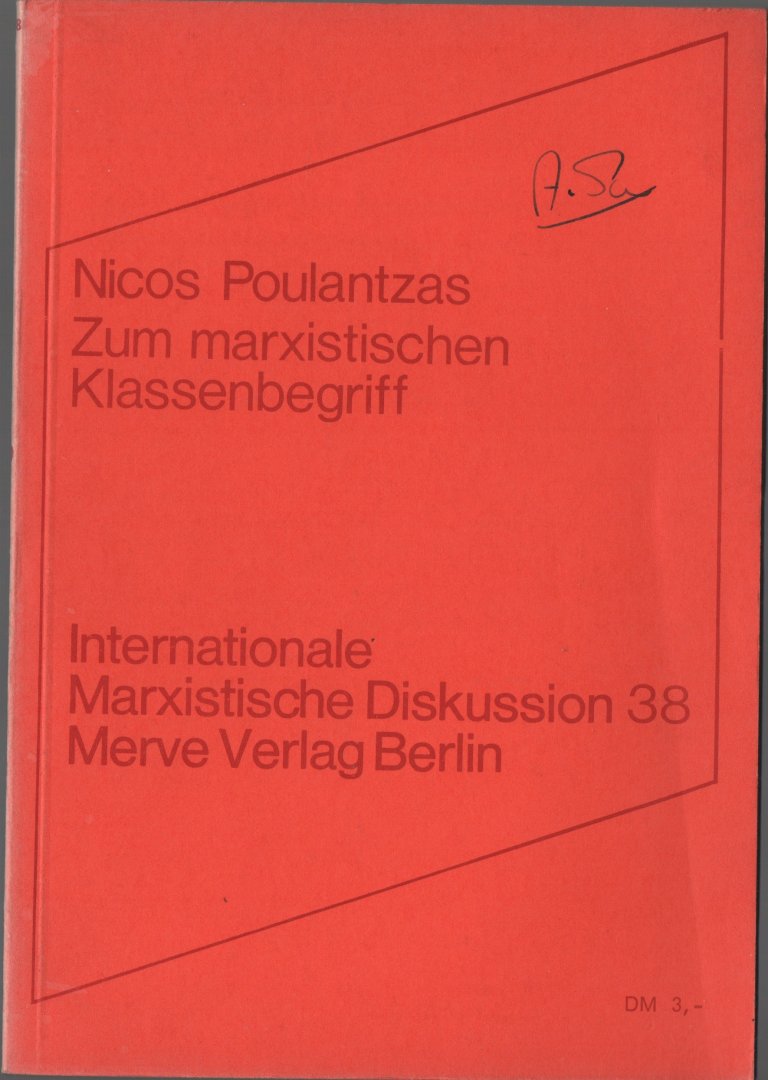 Nicos Poulantzas
Zum marxistischen
Klassenbegriff
Internationale
Marxistische Diskussion 38
Merve Verlag Berlin
DM 3,-